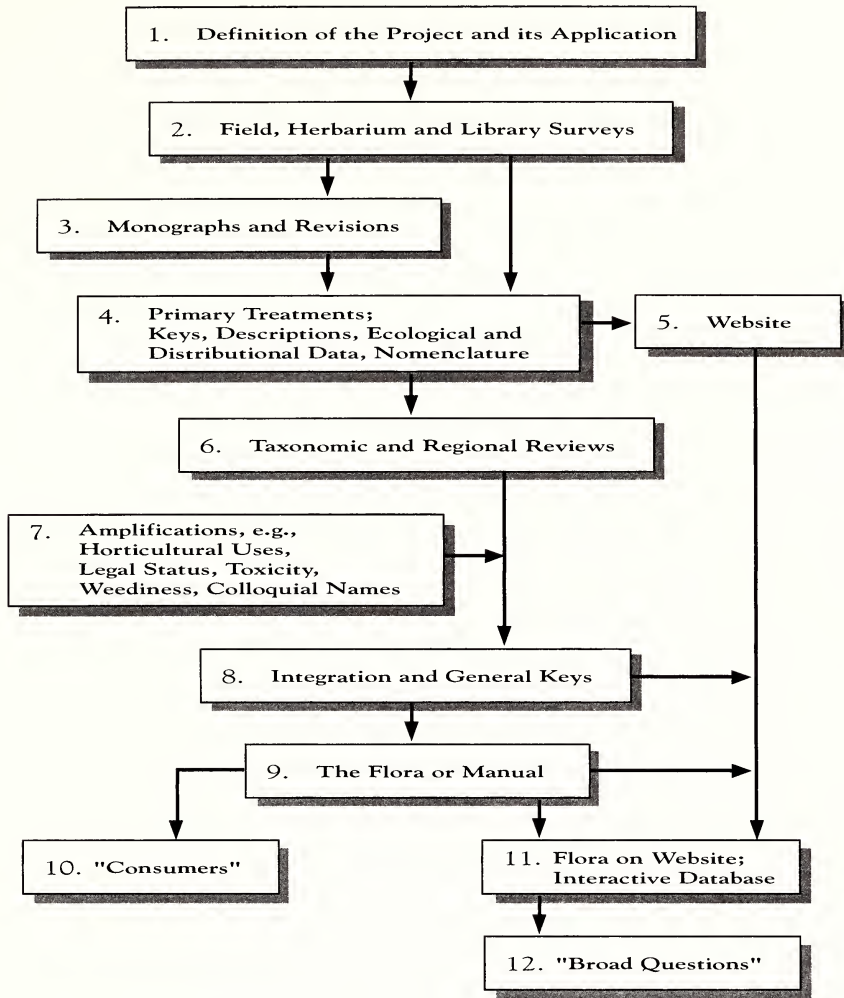 1. Definition of the Project and its Application
2. Field, Herbarium and Library Surveys
3. Monographs and Revisions
4. Primary Treatments;
Keys, Descriptions, Ecological and
Distributional Data, Nomenclature
5. Website
6. Taxonomic and Regional Reviews
7. Amplifications, e.g.,
Horticultural Uses,
Legal Status, Toxicity,
Weediness, Colloquial Names
8. Integration and General Keys
9. The Flora or Manual
10. "Consumers"
11. Flora on Website;
Interactive Database
12. "Broad Questions"